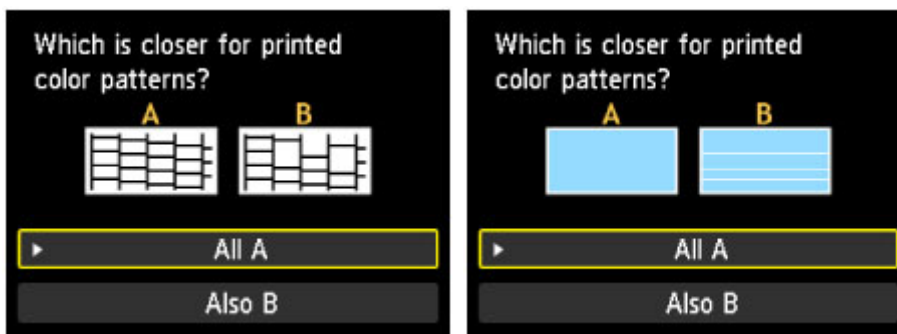 Which is closer for printed
color patterns?
A B
All A
Also B
Which is closer for printed
color patterns?
A B
All A
Also B